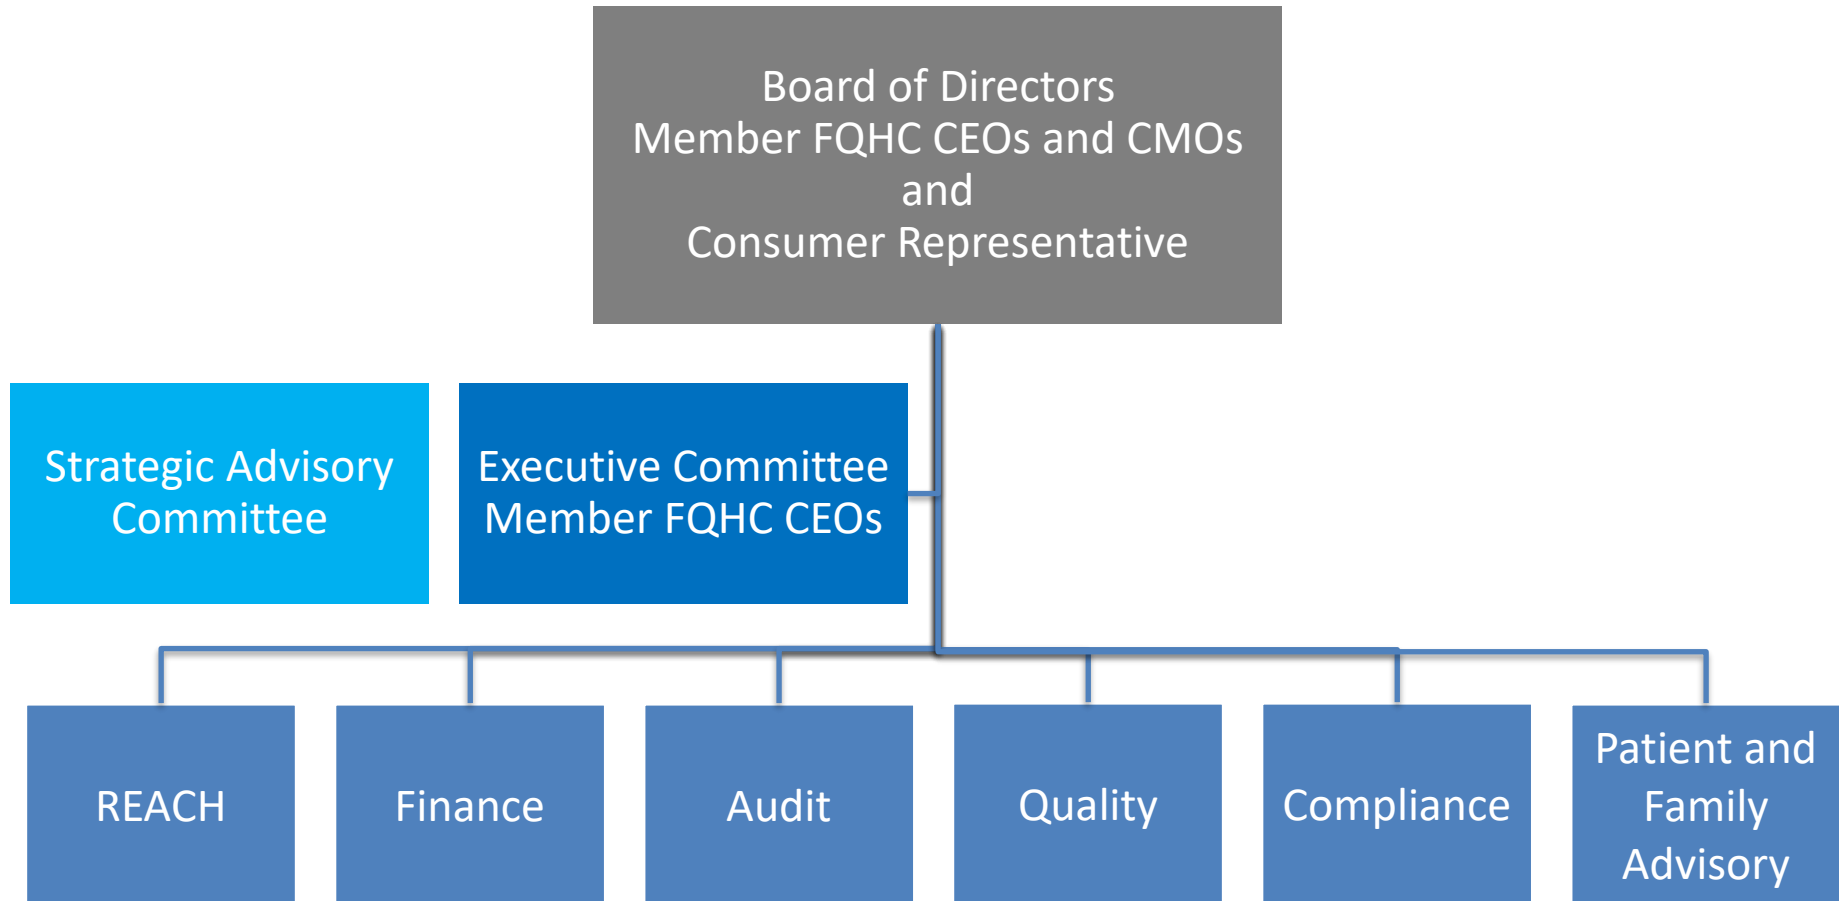 Board of Directors
Member FQHC CEOs and CMOs
and
Consumer Representative
Strategic Advisory
Committee
Executive Committee
Member FQHC CEOs
REACH
Finance
Audit
Quality
Compliance
Patient and
Family
Advisory